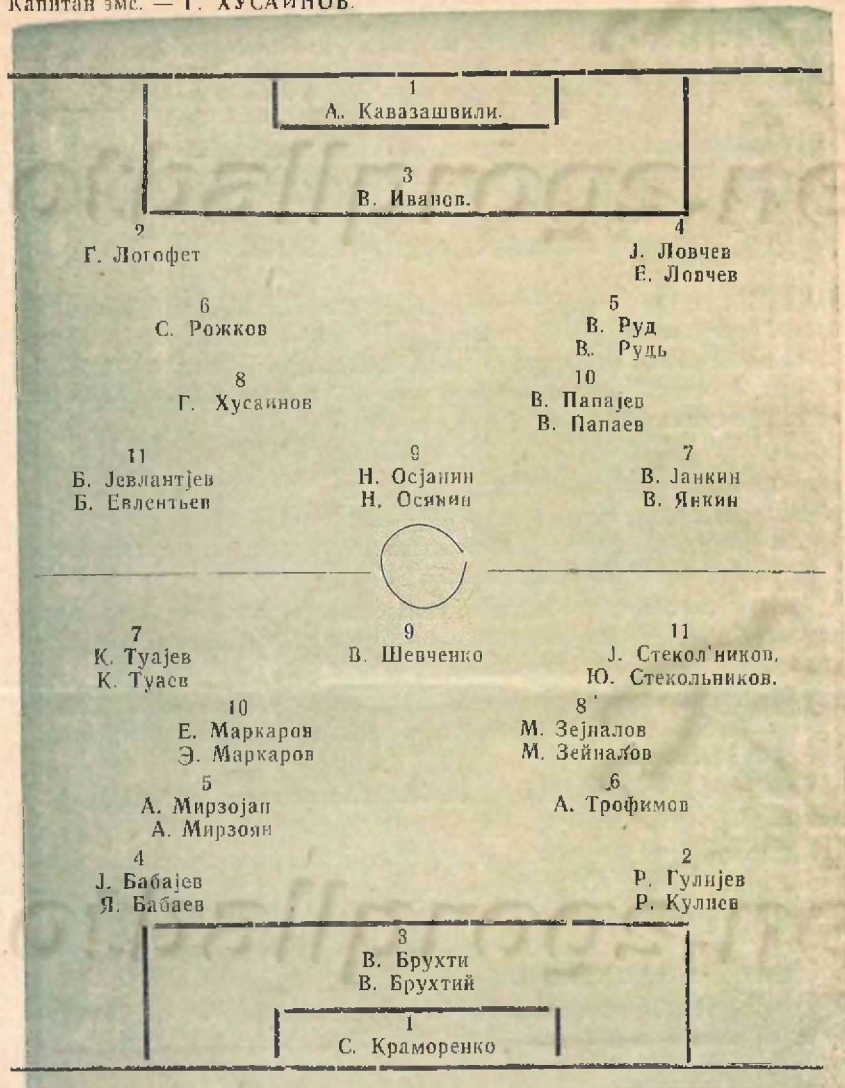 Капитан змс. — Г. ХУСАИНОВ.
1
А. Кавазашвили.
3
В. Иванов.
2
4
Г. Логофет
Ј. Ловчев
Е. Ловчев
6
5
С. Рожков
В. Руд
В. Рудь
8
10
Г. Хусаинов
В. Папајев
В. Папаев
11
9
7
Б. Јевлантјев
Н. Осјанин
В. Јанкин
Б. Евлентьев
Н. Осянин
В. Янкин
7
9
11
К. Туајев
В. Шевченко
Ј. Стекол'ников.
К. Туаев
Ю. Стекольников.
10
8
Е. Маркаров
М. Зејналов
Э. Маркаров
М. Зейналов
5
6
А. Мирзојан
А. Трофимов
А. Мирзоян
4
2
Ј. Бабајев
Р. Гулијев
Я. Бабаев
Р. Кулиев
3
В. Брухти
В. Брухтий
1
С. Краморенко